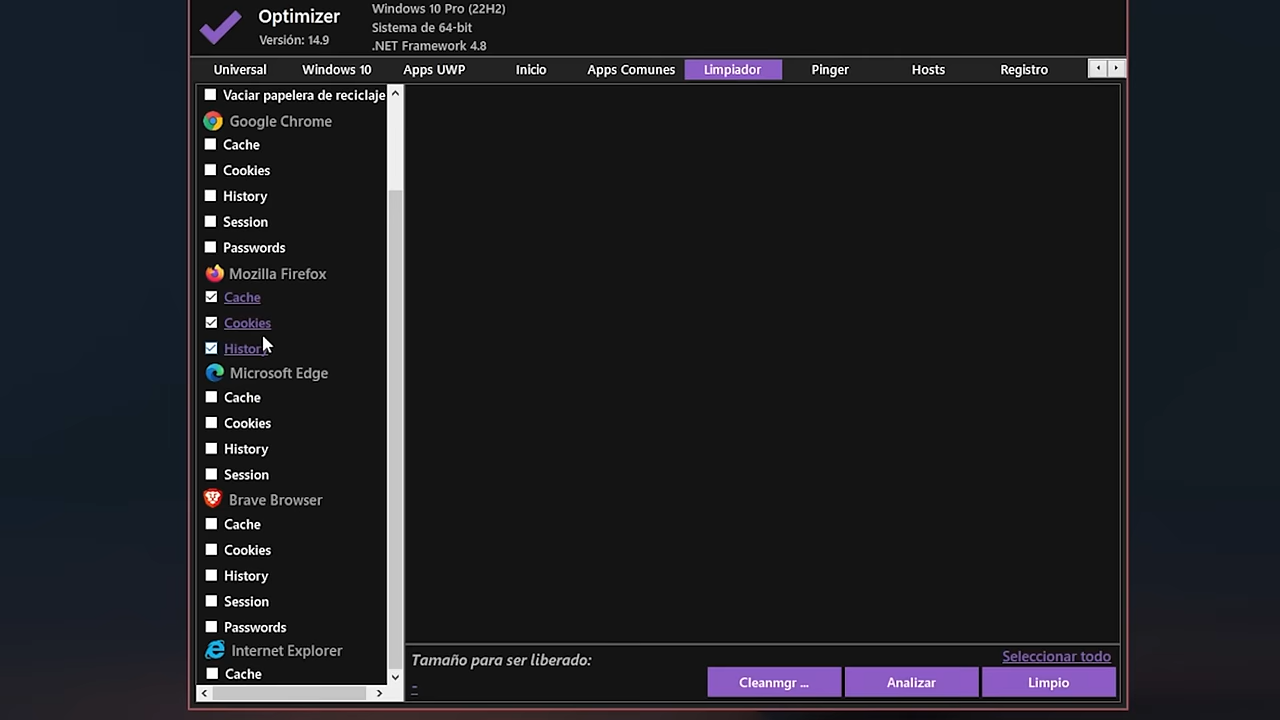 Optimizer
Versión: 14.9
Windows 10 Pro (22H2)
Sistema de 64-bit
.NET Framework 4.8
Universal
Windows 10
Apps UWP
Inicio
Apps Comunes
Limpiador
Pinger
Hosts
Registro
Vaciar papelera de reciclaje
Google Chrome
Cache
Cookies
History
Session
Passwords
Mozilla Firefox
Cache
Cookies
History
Microsoft Edge
Cache
Cookies
History
Session
Brave Browser
Cache
Cookies
History
Session
Passwords
Internet Explorer
Cache
Tamaño para ser liberado:
-
Seleccionar todo
Cleanmgr ...
Analizar
Limpio